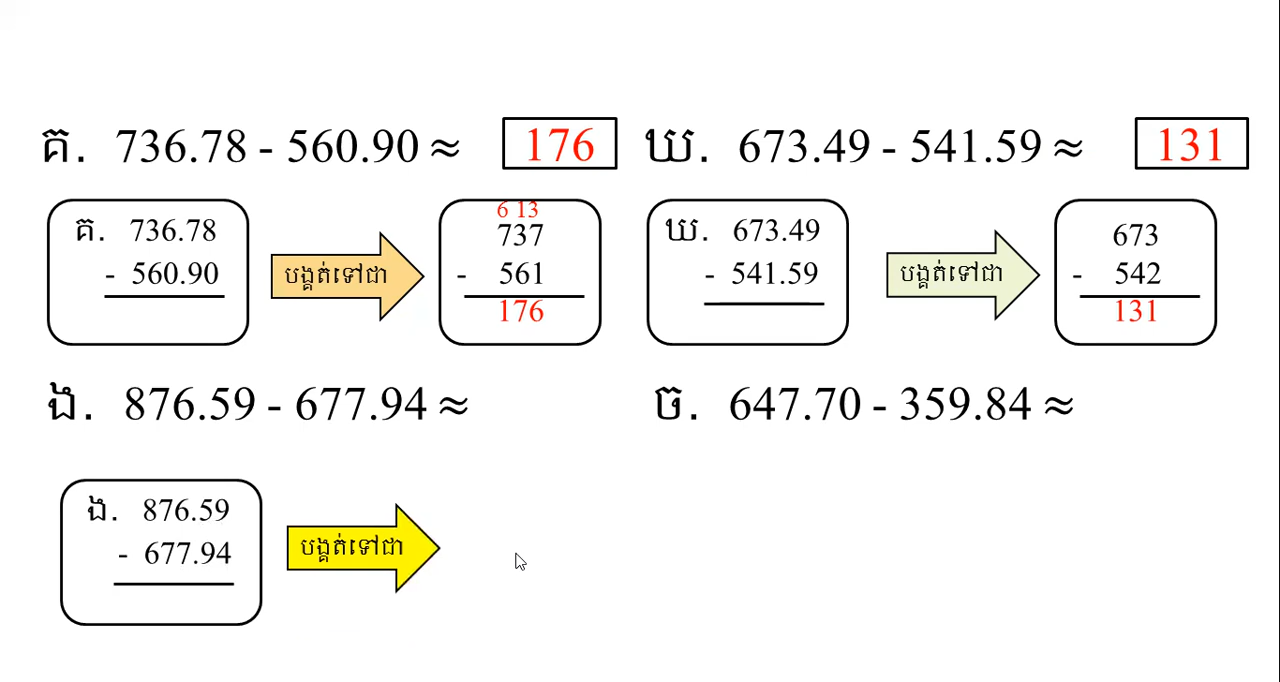 គ. 736.78 - 560.90 ≈ 176
ឃ. 673.49 - 541.59 ≈ 131
គ. 736.78
- 560.90
បង្គត់ទៅជា
6 13
737
- 561
176
ឃ. 673.49
- 541.59
បង្គត់ទៅជា
673
- 542
131
ង. 876.59 - 677.94 ≈
ច. 647.70 - 359.84 ≈
ង. 876.59
- 677.94
បង្គត់ទៅជា